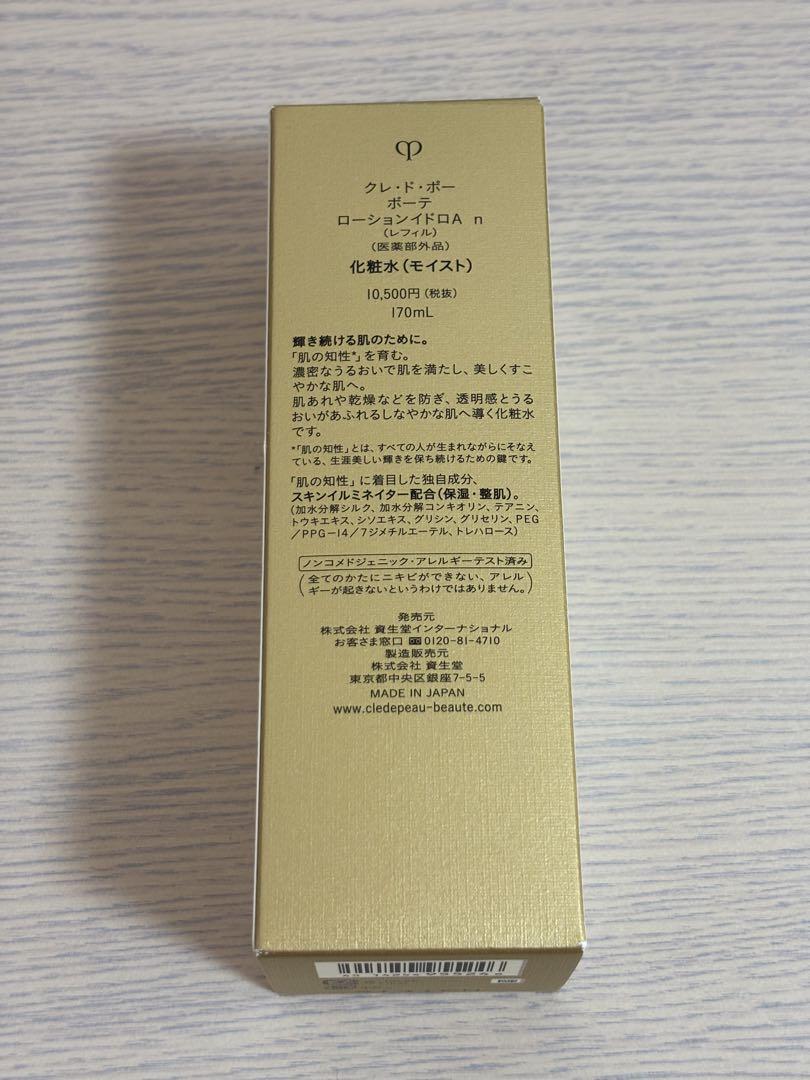 クレ・ド・ポー
ボーテ
ローションイドロA n
(レフィル)
(医薬部外品)
化粧水(モイスト)
10,500円(税抜)
170mL
輝き続ける肌のために。
「肌の知性*」を育む。
濃密なうるおいで肌を満たし、美しくすこ
やかな肌へ。
肌あれや乾燥などを防ぎ、透明感とうる
おいがあふれるしなやかな肌へ導く化粧水
です。
*「肌の知性」とは、すべての人が生まれながらにそなえ
ている、生涯美しい輝きを保ち続けるための鍵です。
「肌の知性」に着目した独自成分、
スキンイルミネイター配合(保湿・整肌)。
(加水分解シルク、加水分解コンキオリン、テアニン、
トウキエキス、シソエキス、グリシン、グリセリン、PEG
/PPG-14/7ジメチルエーテル、トレハロース)
ノンコメドジェニック・アレルギーテスト済み
(全てのかたにニキビができない、アレル
ギーが起きないというわけではありません。)
発売元
株式会社 資生堂インターナショナル
お客さま窓口 0120-81-4710
製造販売元
株式会社 資生堂
東京都中央区銀座7-5-5
MADE IN JAPAN
www.cledepeau-beaute.com